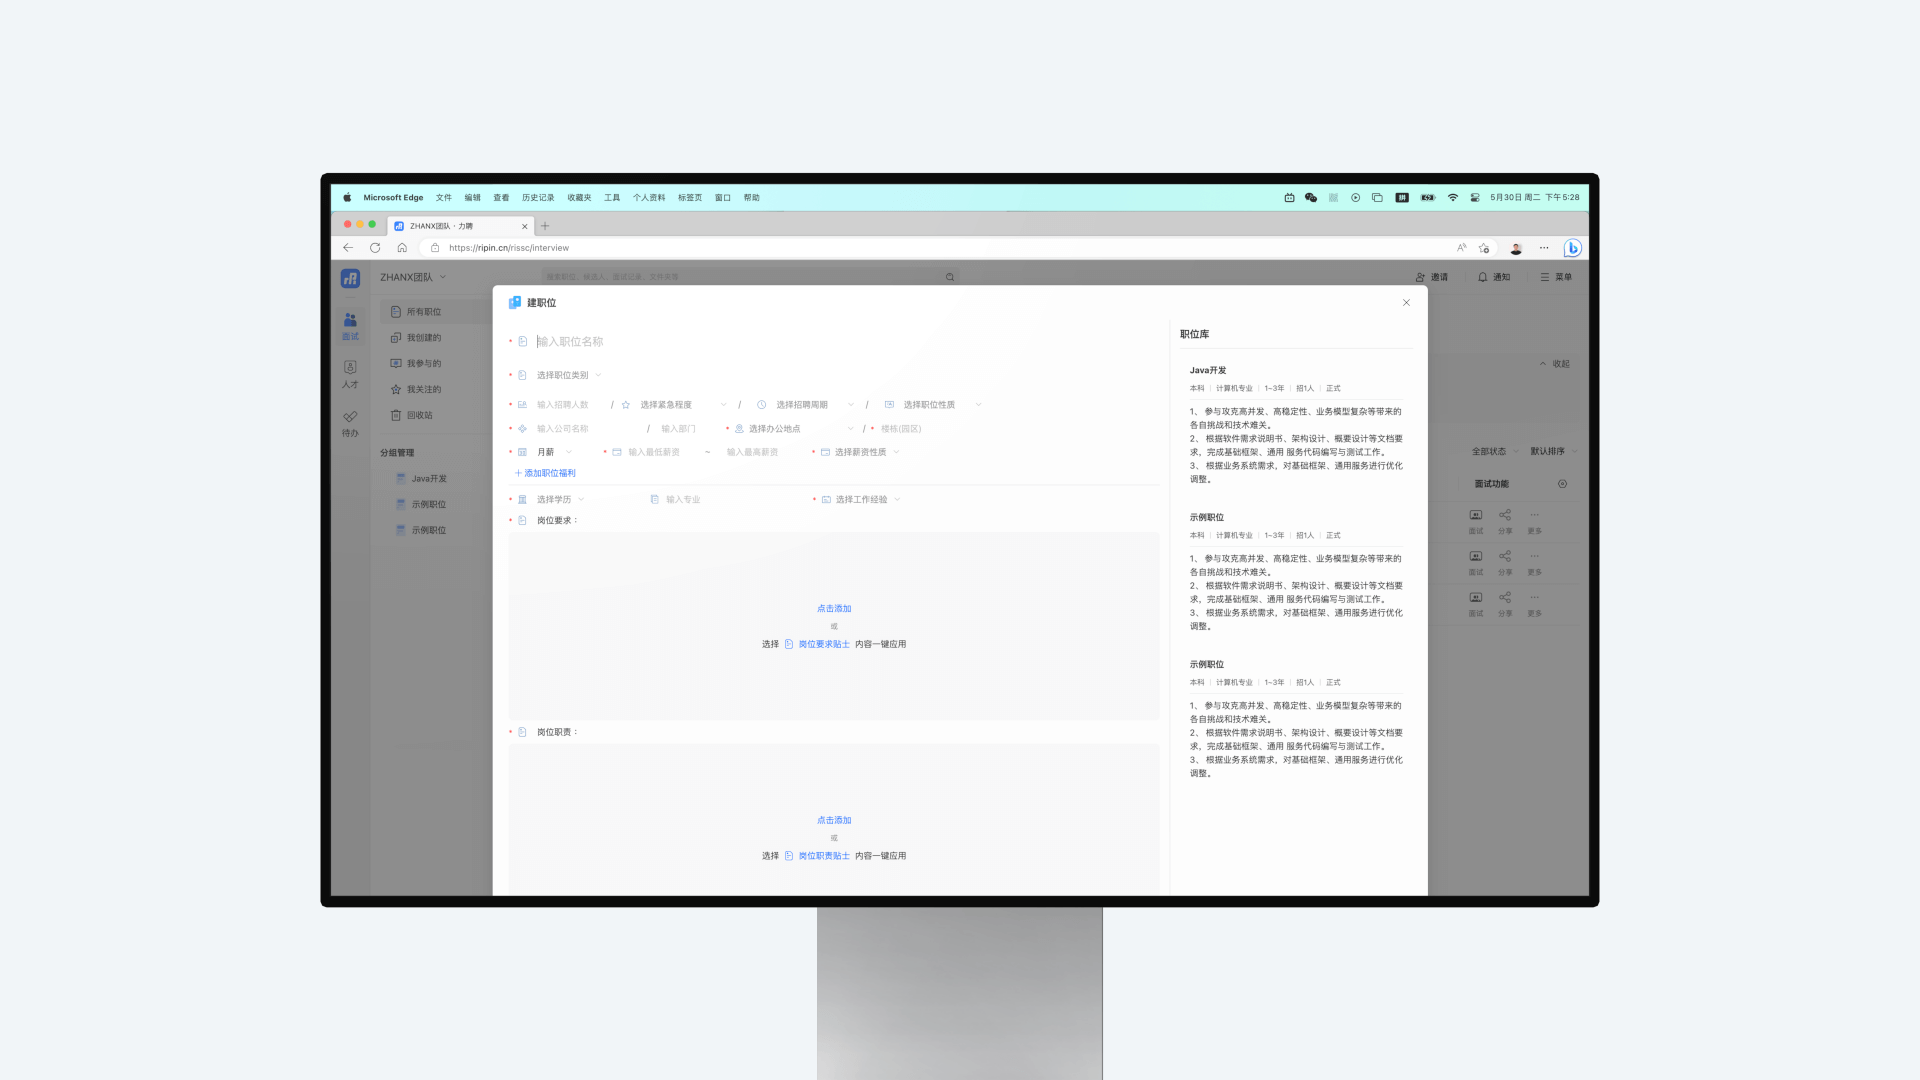 Microsoft Edge 文件 编辑 查看 历史记录 收藏夹 工具 个人资料 标签页 窗口 帮助
拼 42 5月30日 周二 下午5:28
ZHANX团队 · 力聘
https://ripin.cn/rissc/interview
ZHANX团队
搜索职位、候选人、面试记录、文件夹等
邀请 通知 菜单
面试
人才
待办
所有职位
我创建的
我参与的
我关注的
回收站
分组管理
Java开发
示例职位
示例职位
建职位
* 输入职位名称
* 选择职位类别
* 输入招聘人数 / 选择紧急程度 / 选择招聘周期 / 选择职位性质
* 输入公司名称 / 输入部门 * 选择办公地点 / * 楼栋(园区)
* 月薪 * 输入最低薪资 ~ 输入最高薪资 * 选择薪资性质
+ 添加职位福利
* 选择学历 输入专业 * 选择工作经验
* 岗位要求：
点击添加
或
选择 岗位要求贴士 内容一键应用
* 岗位职责：
点击添加
或
选择 岗位职责贴士 内容一键应用
职位库
Java开发
本科 | 计算机专业 | 1~3年 | 招1人 | 正式
1、 参与攻克高并发、高稳定性、业务模型复杂等带来的
各自挑战和技术难关。
2、 根据软件需求说明书、架构设计、概要设计等文档要
求，完成基础框架、通用 服务代码编写与测试工作。
3、 根据业务系统需求，对基础框架、通用服务进行优化
调整。
示例职位
本科 | 计算机专业 | 1~3年 | 招1人 | 正式
1、 参与攻克高并发、高稳定性、业务模型复杂等带来的
各自挑战和技术难关。
2、 根据软件需求说明书、架构设计、概要设计等文档要
求，完成基础框架、通用 服务代码编写与测试工作。
3、 根据业务系统需求，对基础框架、通用服务进行优化
调整。
示例职位
本科 | 计算机专业 | 1~3年 | 招1人 | 正式
1、 参与攻克高并发、高稳定性、业务模型复杂等带来的
各自挑战和技术难关。
2、 根据软件需求说明书、架构设计、概要设计等文档要
求，完成基础框架、通用 服务代码编写与测试工作。
3、 根据业务系统需求，对基础框架、通用服务进行优化
调整。
收起
全部状态 默认排序
面试功能
面试 分享 更多
面试 分享 更多
面试 分享 更多